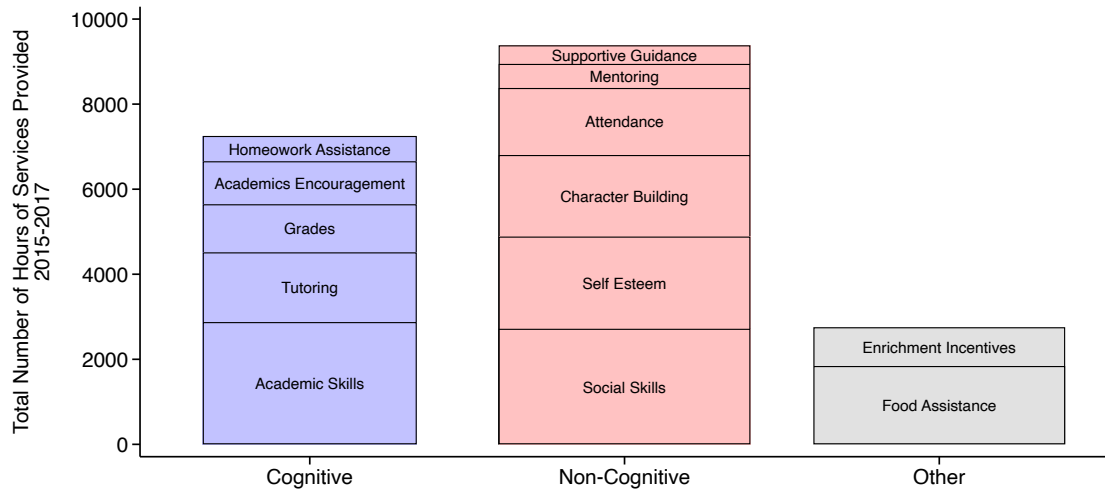 Total Number of Hours of Services Provided
2015-2017
10000
8000
6000
4000
2000
0
Homeowork Assistance
Academics Encouragement
Grades
Tutoring
Academic Skills
Supportive Guidance
Mentoring
Attendance
Character Building
Self Esteem
Social Skills
Enrichment Incentives
Food Assistance
Cognitive
Non-Cognitive
Other